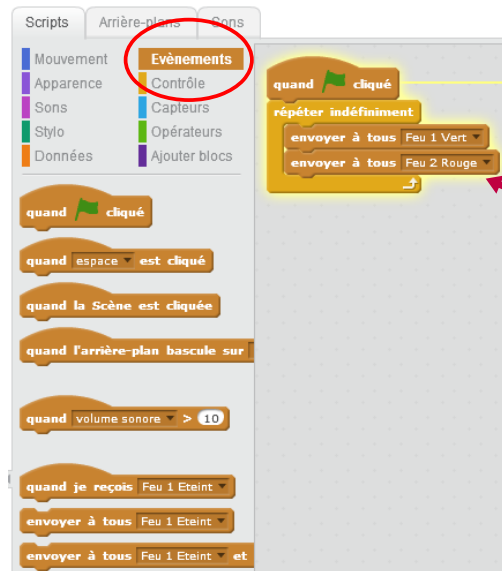 Scripts Arrière-plans Sons
Mouvement Evènements
Apparence Contrôle
Sons Capteurs
Stylo Opérateurs
Données Ajouter blocs
quand cliqué
quand espace est cliqué
quand la Scène est cliquée
quand l'arrière-plan bascule sur
quand volume sonore > 10
quand je reçois Feu 1 Eteint
envoyer à tous Feu 1 Eteint
envoyer à tous Feu 1 Eteint et
quand cliqué
répéter indéfiniment
envoyer à tous Feu 1 Vert
envoyer à tous Feu 2 Rouge